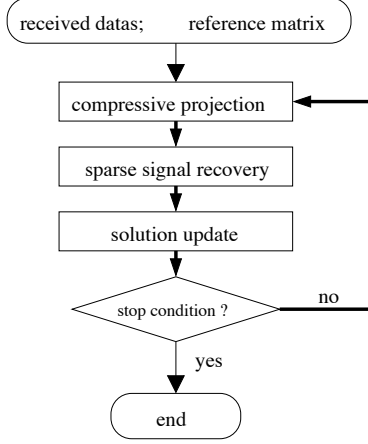 received datas; reference matrix
compressive projection
sparse signal recovery
solution update
stop condition ?
no
yes
end